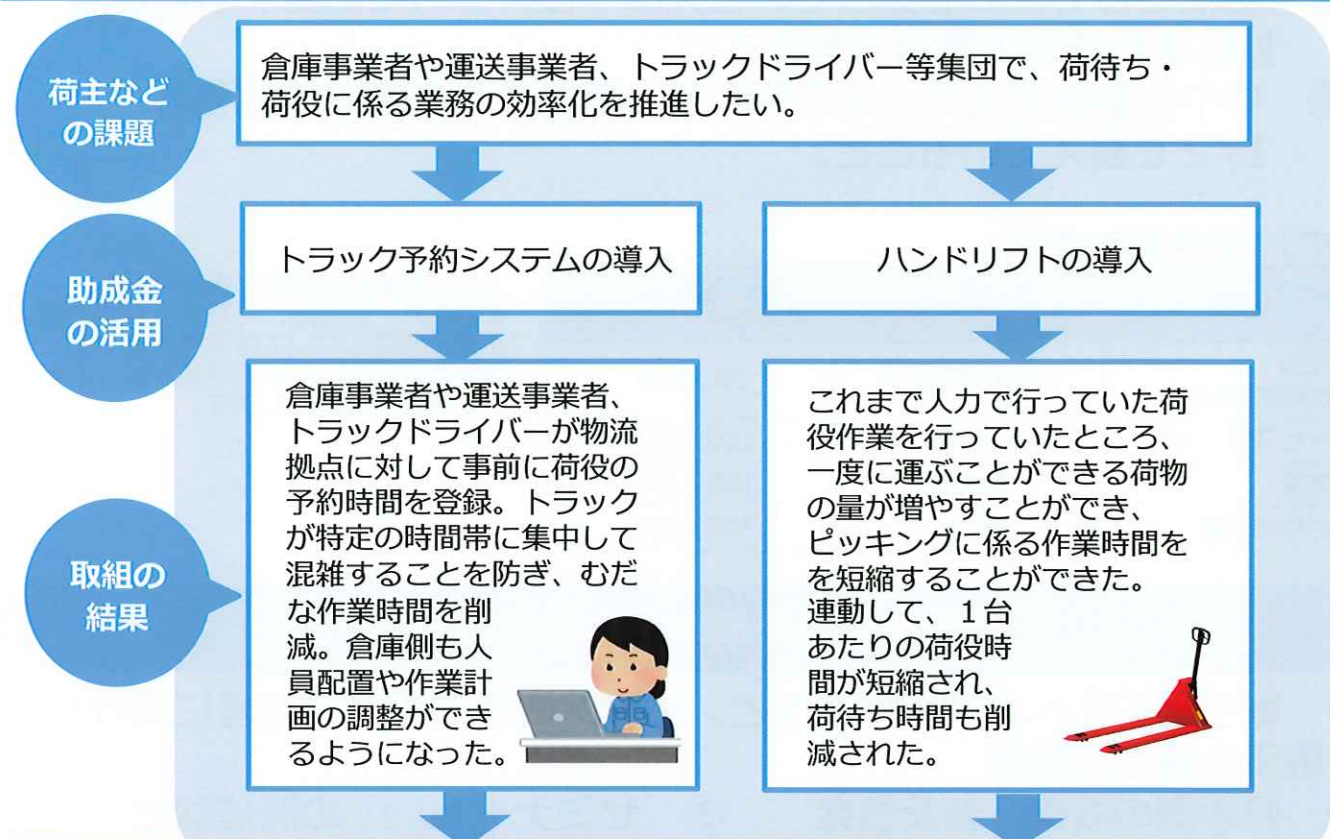 荷主など
の課題
倉庫事業者や運送事業者、トラックドライバー等集団で、荷待ち・
荷役に係る業務の効率化を推進したい。
助成金
の活用
トラック予約システムの導入
ハンドリフトの導入
取組の
結果
倉庫事業者や運送事業者、
トラックドライバーが物流
拠点に対して事前に荷役の
予約時間を登録。トラック
が特定の時間帯に集中して
混雑することを防ぎ、むだ
な作業時間を削
減。倉庫側も人
員配置や作業計
画の調整ができ
るようになった。
これまで人力で行っていた荷
役作業を行っていたところ、
一度に運ぶことができる荷物
の量が増やすことができ、
ピッキングに係る作業時間を
を短縮することができた。
連動して、１台
あたりの荷役時
間が短縮され、
荷待ち時間も削
減された。